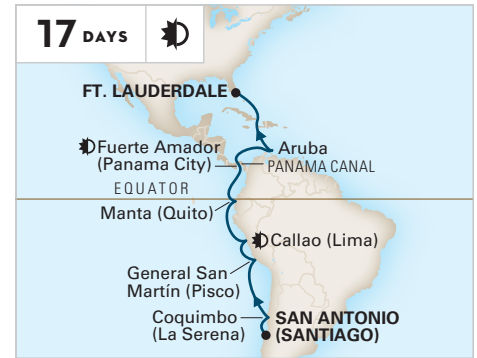 17 DAYS
FT. LAUDERDALE
Fuerte Amador
(Panama City)
Aruba
PANAMA CANAL
EQUATOR
Manta (Quito)
Callao (Lima)
General San
Martín (Pisco)
Coquimbo
(La Serena)
SAN ANTONIO
(SANTIAGO)